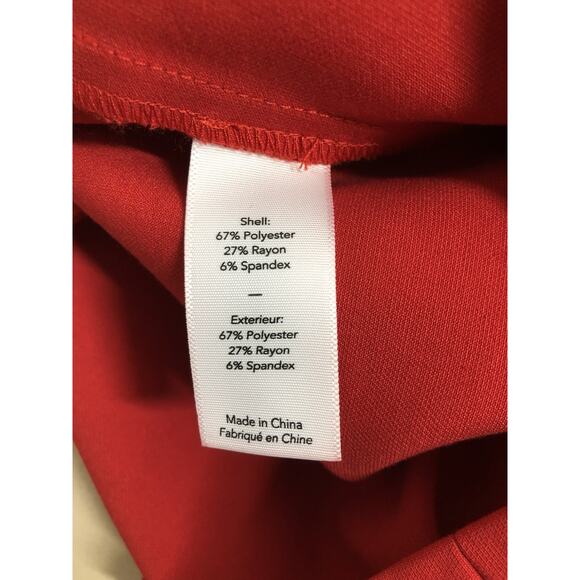 Shell:
67% Polyester
27% Rayon
6% Spandex
—
Exterieur:
67% Polyester
27% Rayon
6% Spandex
Made in China
Fabriqué en Chine